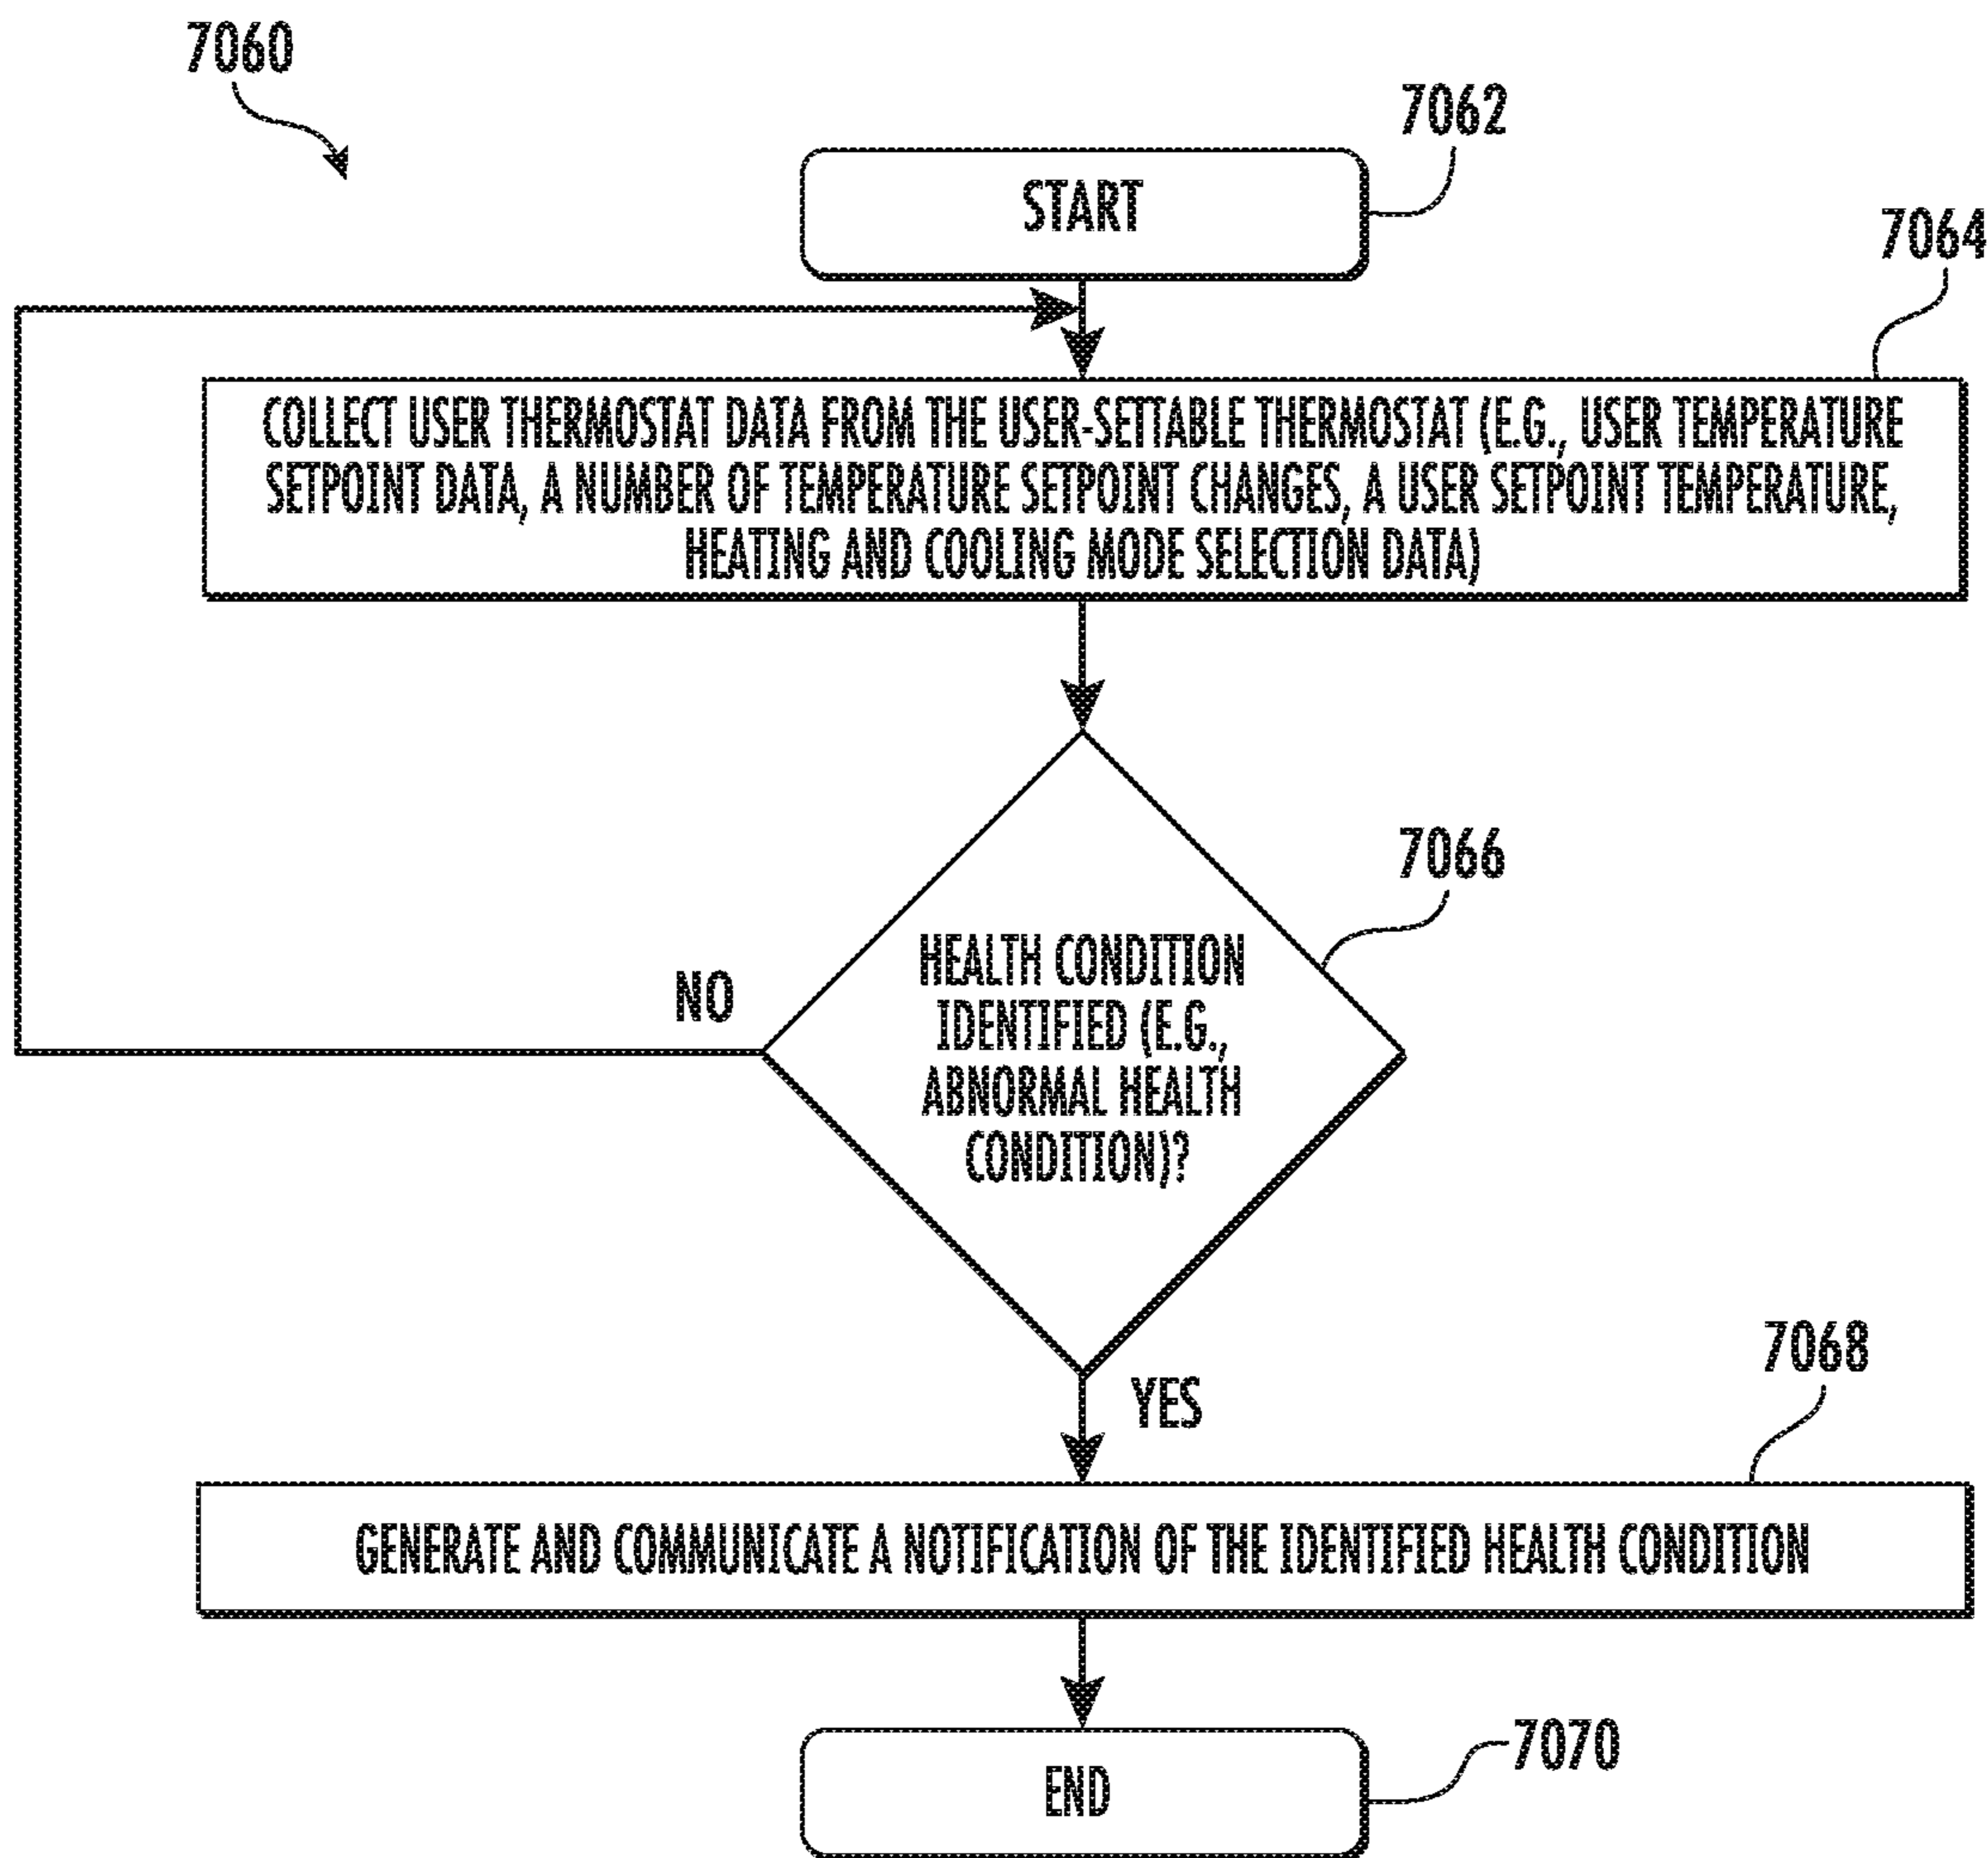 7060
7062
START
7064
COLLECT USER THERMOSTAT DATA FROM THE USER-SETTABLE THERMOSTAT (E.G., USER TEMPERATURE
SETPOINT DATA, A NUMBER OF TEMPERATURE SETPOINT CHANGES, A USER SETPOINT TEMPERATURE,
HEATING AND COOLING MODE SELECTION DATA)
7066
HEALTH CONDITION
IDENTIFIED (E.G.,
ABNORMAL HEALTH
CONDITION)?
NO
YES
7068
GENERATE AND COMMUNICATE A NOTIFICATION OF THE IDENTIFIED HEALTH CONDITION
7070
END